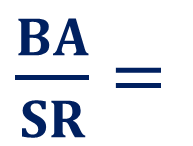 BA
SR =